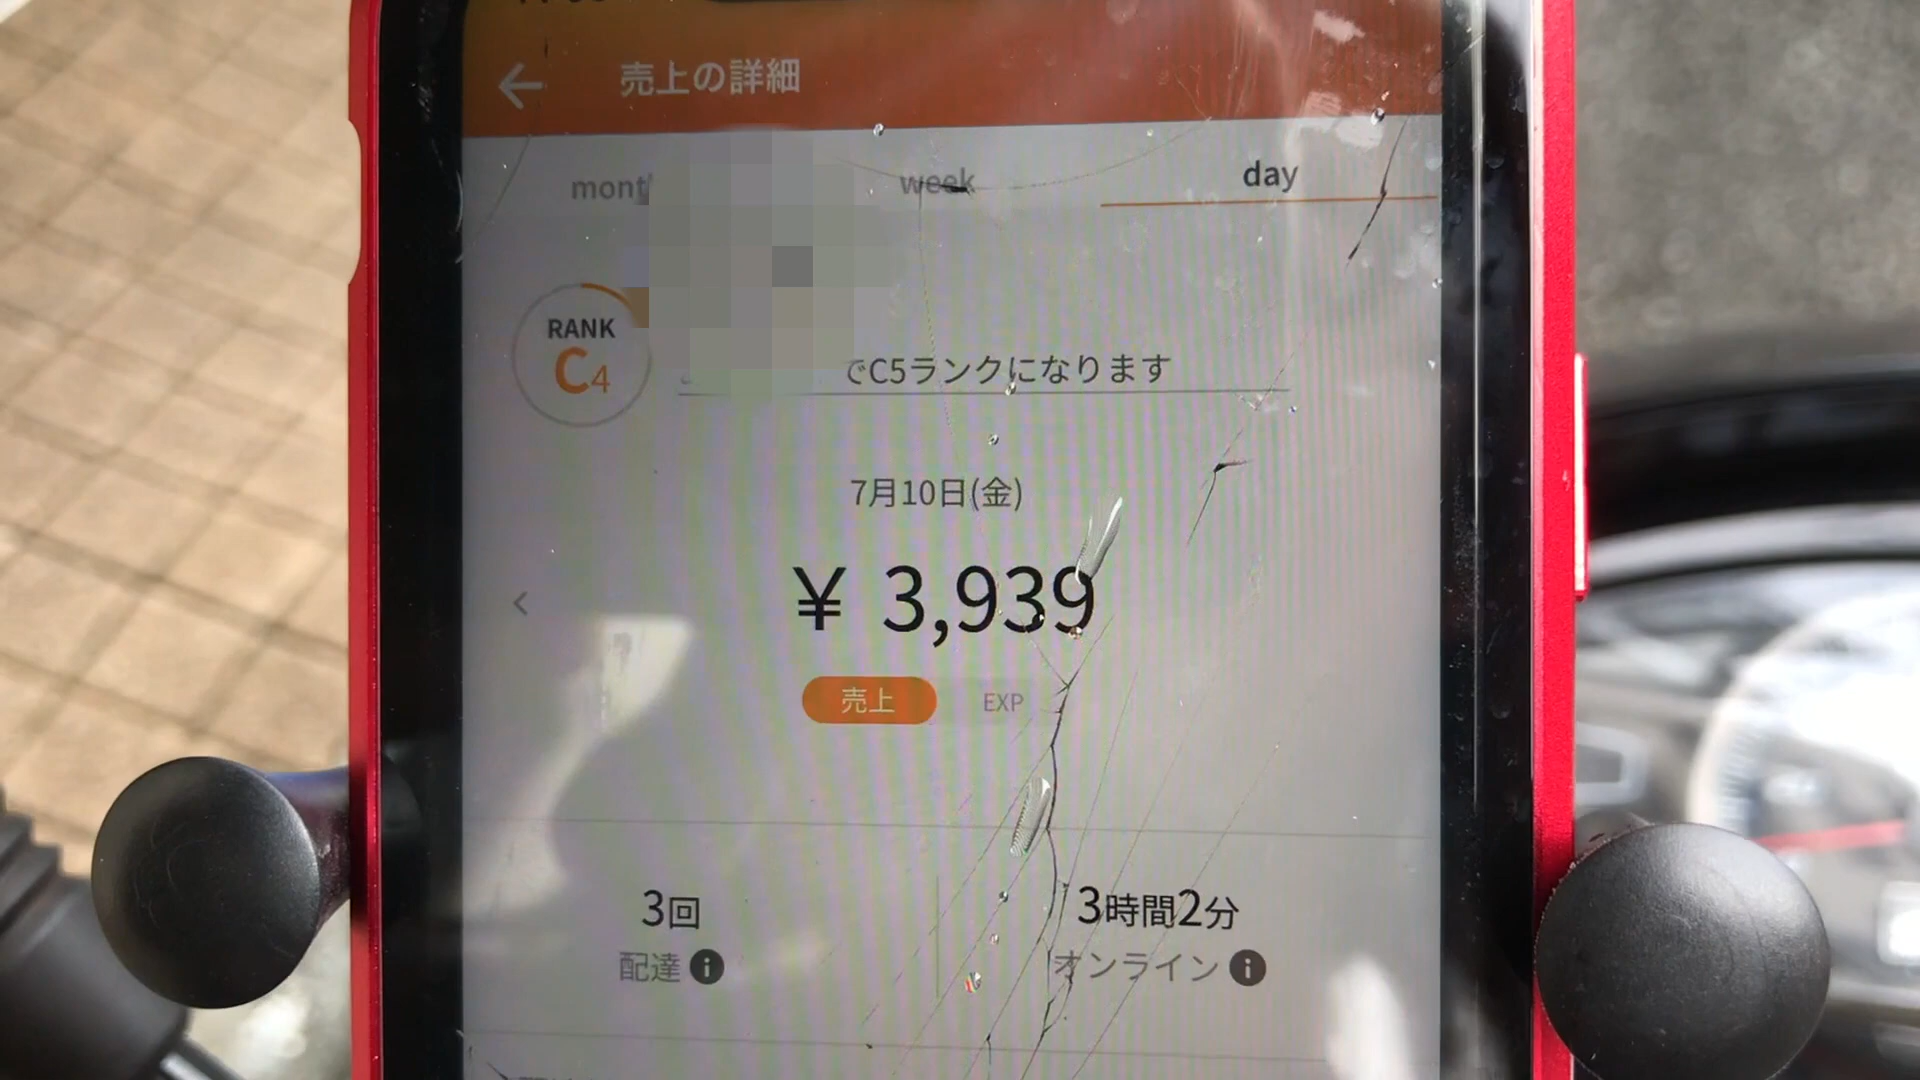 売上の詳細
week
day
RANK
C4
でC5ランクになります
7月10日(金)
¥ 3,939
売上 EXP
3回 3時間2分
配達 オンライン